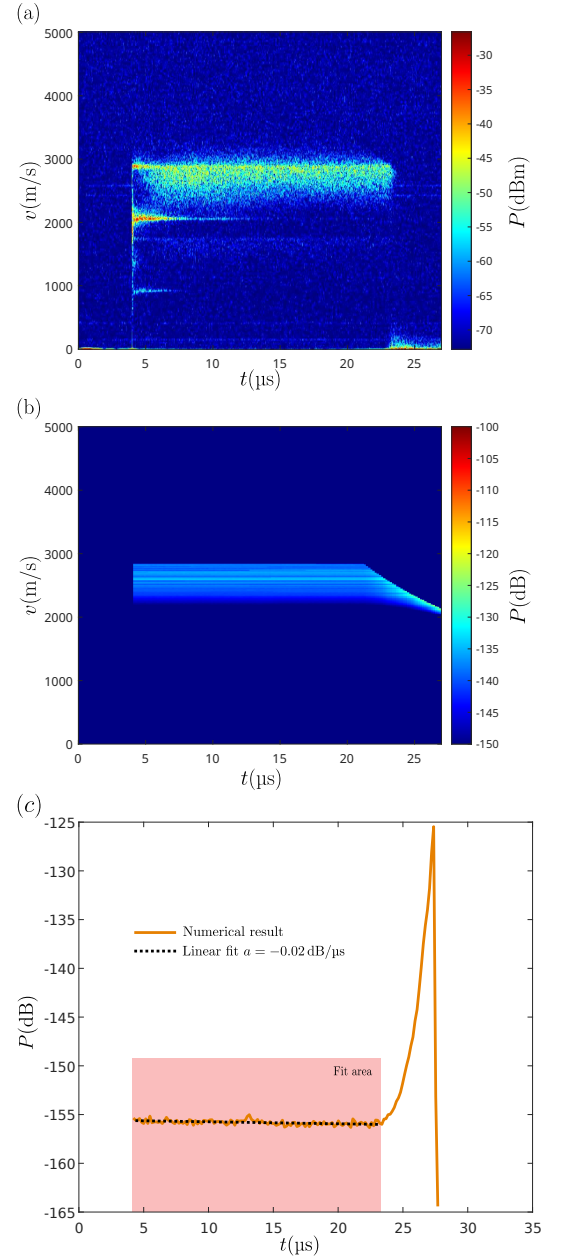 (a)
5000
4000
3000
2000
1000
0
v(m/s)
0 5 10 15 20 25
t(µs)
-30
-35
-40
-45
-50
-55
-60
-65
-70
P(dBm)
(b)
5000
4000
3000
2000
1000
0
v(m/s)
0 5 10 15 20 25
t(µs)
-100
-105
-110
-115
-120
-125
-130
-135
-140
-145
-150
P(dB)
(c)
-125
-130
-135
-140
-145
-150
-155
-160
-165
P(dB)
Numerical result
Linear fit a = −0.02 dB/µs
Fit area
0 5 10 15 20 25 30 35
t(µs)